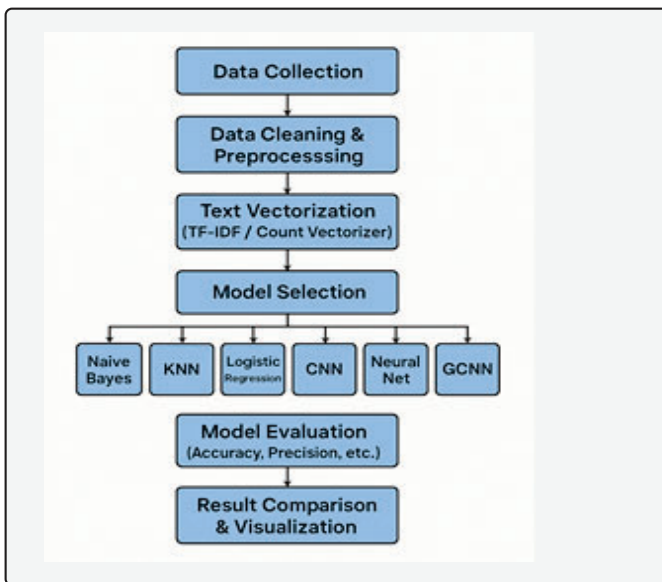 Data Collection
Data Cleaning &
Preprocesssing
Text Vectorization
(TF-IDF / Count Vectorizer)
Model Selection
Naive
Bayes
KNN
Logistic
Regression
CNN
Neural
Net
GCNN
Model Evaluation
(Accuracy, Precision, etc.)
Result Comparison
& Visualization